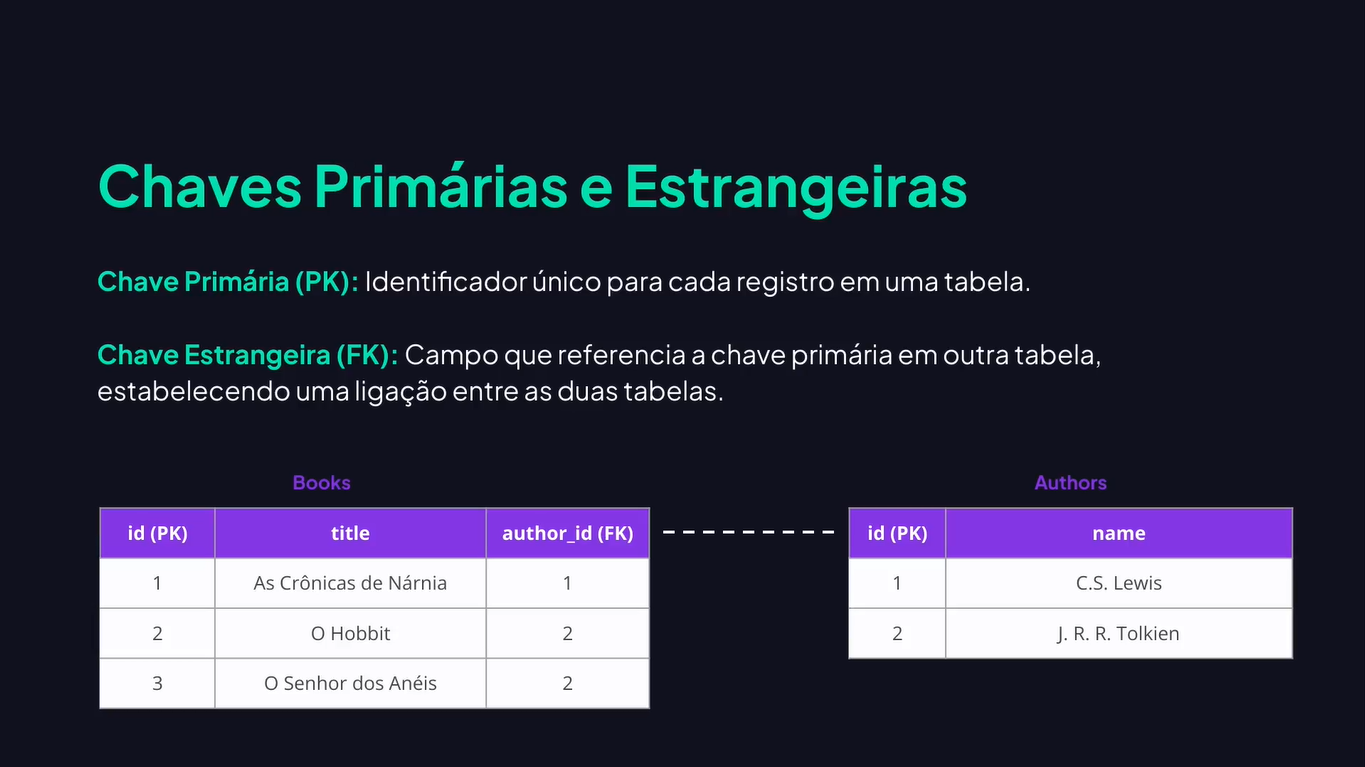 Chaves Primárias e Estrangeiras
Chave Primária (PK): Identificador único para cada registro em uma tabela.
Chave Estrangeira (FK): Campo que referencia a chave primária em outra tabela,
estabelecendo uma ligação entre as duas tabelas.
Books
id (PK) title author_id (FK)
1 As Crônicas de Nárnia 1
2 O Hobbit 2
3 O Senhor dos Anéis 2
Authors
id (PK) name
1 C.S. Lewis
2 J. R. R. Tolkien